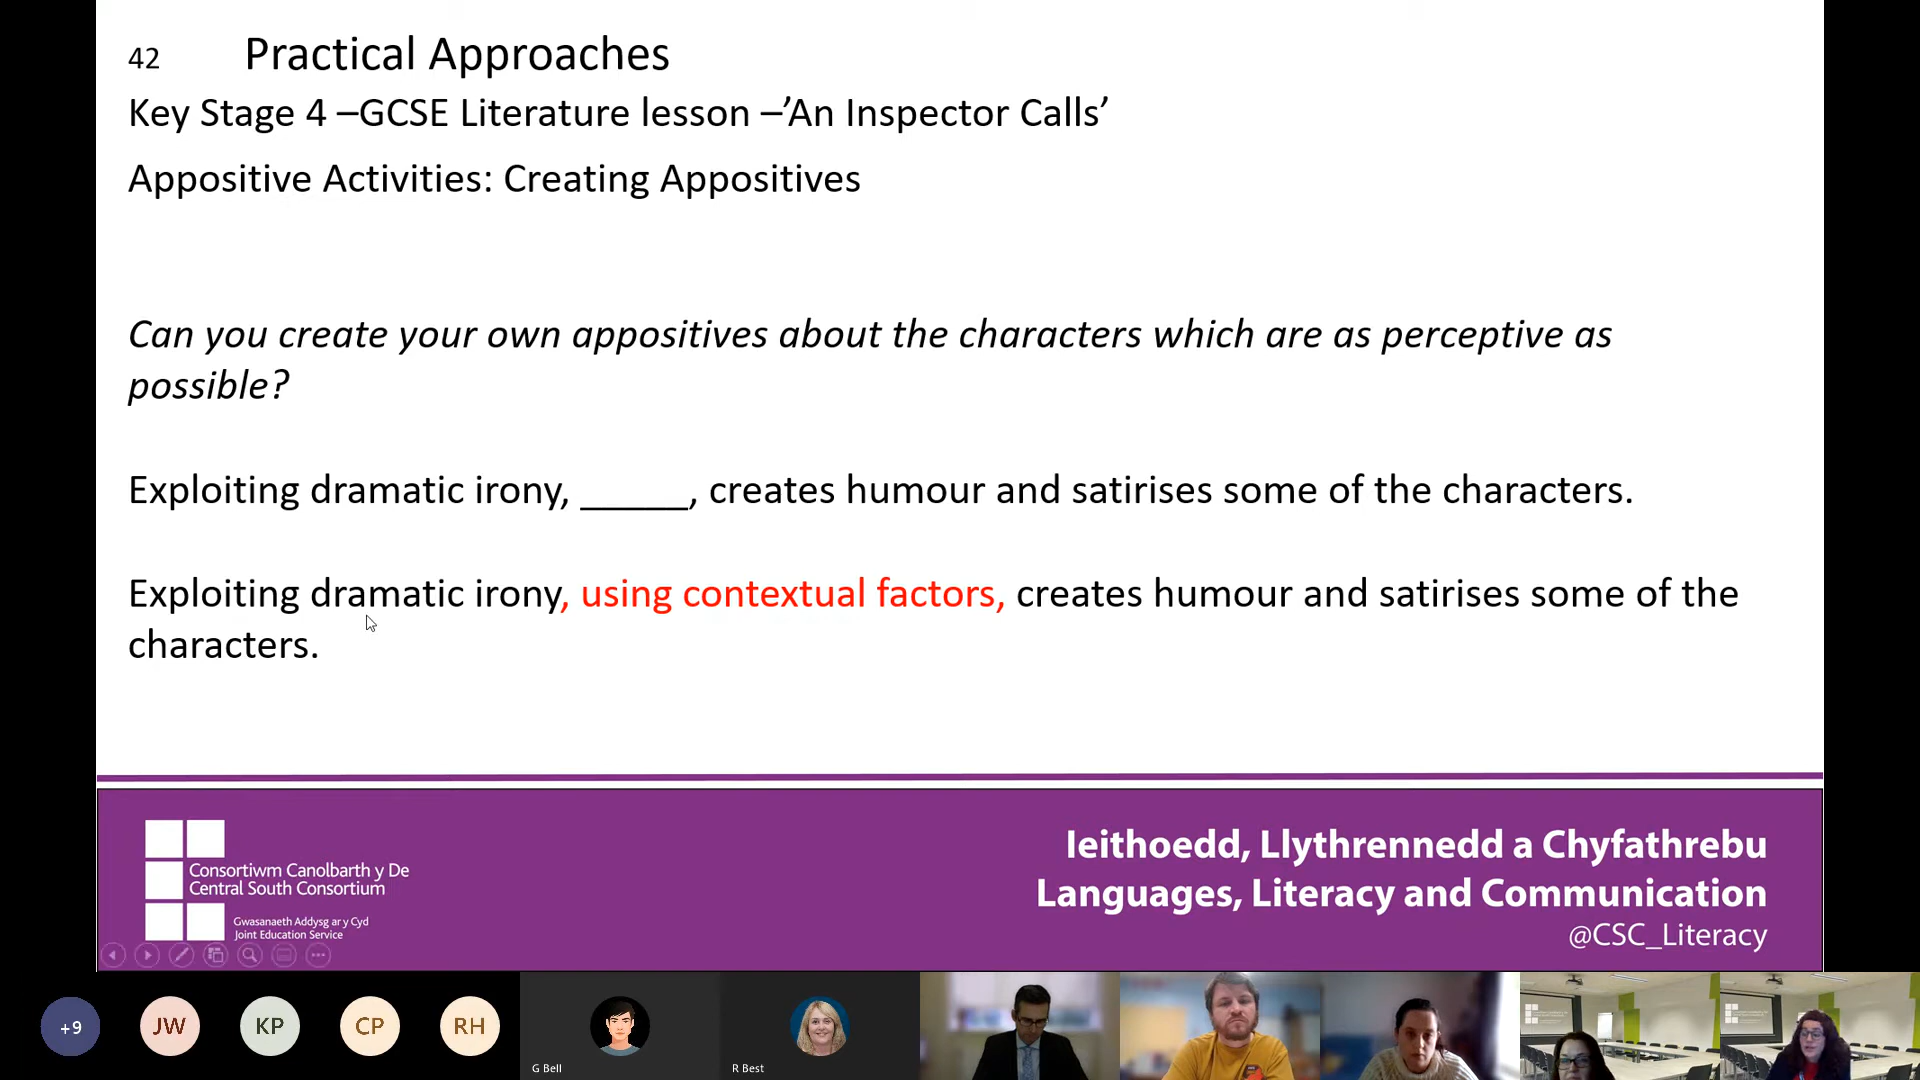 42 Practical Approaches
Key Stage 4 –GCSE Literature lesson –’An Inspector Calls’
Appositive Activities: Creating Appositives
Can you create your own appositives about the characters which are as perceptive as
possible?
Exploiting dramatic irony, _____, creates humour and satirises some of the characters.
Exploiting dramatic irony, using contextual factors, creates humour and satirises some of the
characters.
Consortiwm Canolbarth y De
Central South Consortium
Gwasanaeth Addysg ar y Cyd
Joint Education Service
Ieithoedd, Llythrennedd a Chyfathrebu
Languages, Literacy and Communication
@CSC_Literacy
+9 JW KP CP RH
G Bell R Best